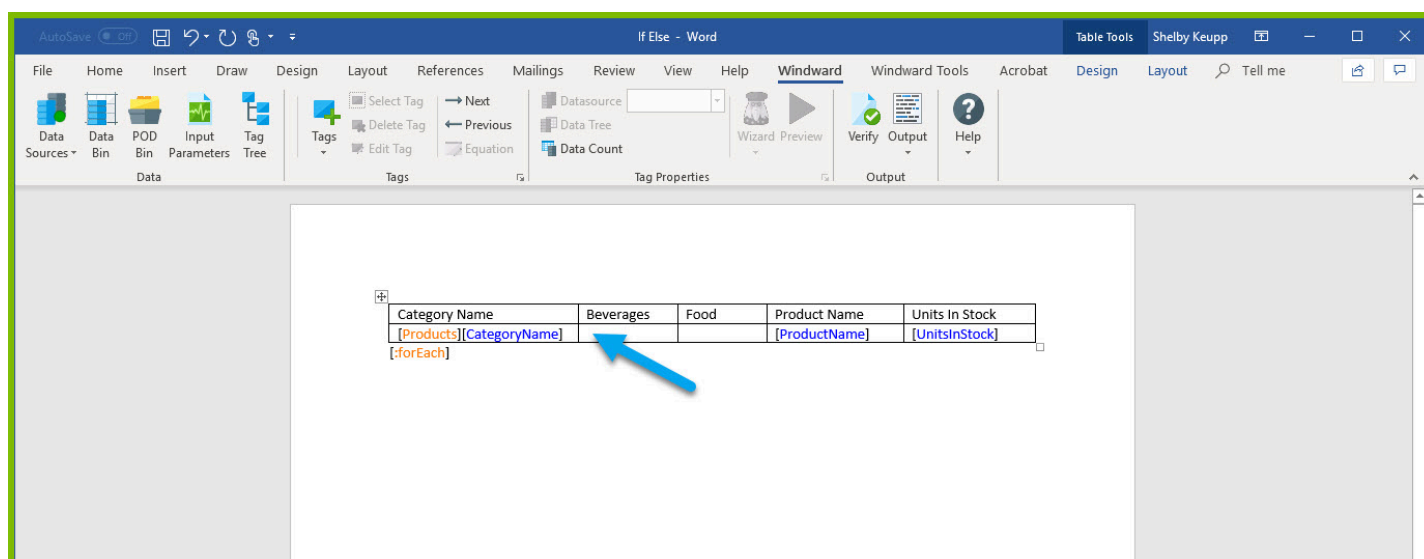 AutoSave Off If Else - Word Table Tools Shelby Keupp
File Home Insert Draw Design Layout References Mailings Review View Help Windward Windward Tools Acrobat Design Layout Tell me
Select Tag Next Datasource
Delete Tag Previous Data Tree
Edit Tag Equation Data Count
Data Sources
Data Bin
POD Bin
Input Parameters
Tag Tree
Tags
Wizard Preview
Verify Output
Help
Data Tags Tag Properties Output
Category Name Beverages Food Product Name Units In Stock
[Products][CategoryName] [ProductName] [UnitsInStock]
[:forEach]